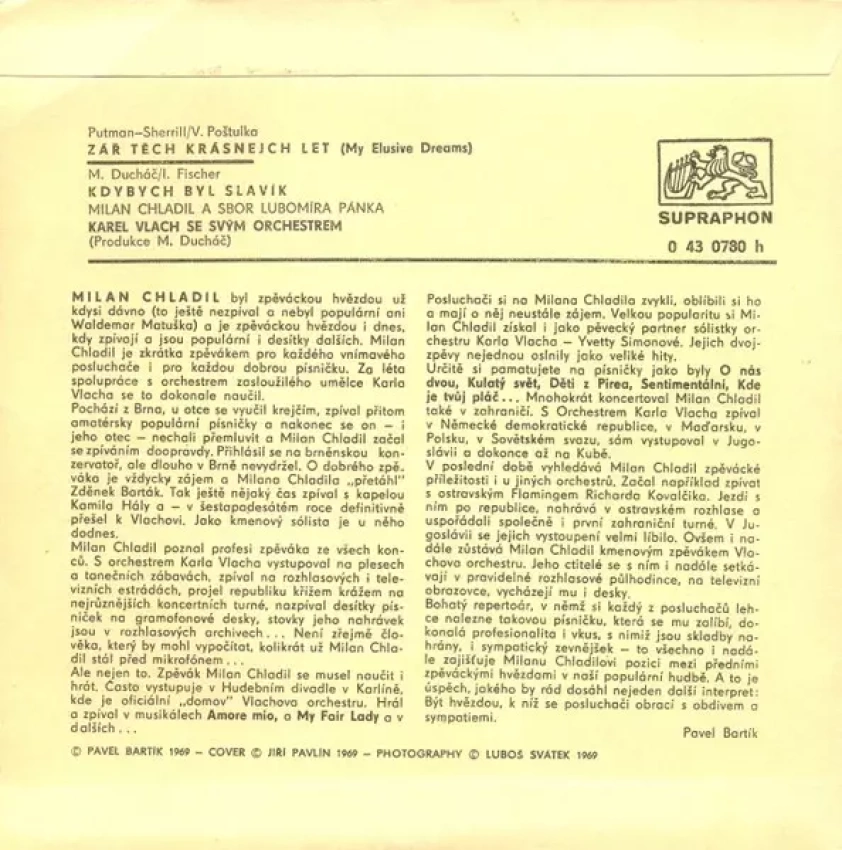 Putman–Sherrill/V. Poštulka
ZÁŘ TĚCH KRÁSNEJCH LET (My Elusive Dreams)
M. Ducháč/I. Fischer
KDYBYCH BYL SLAVÍK
MILAN CHLADIL A SBOR LUBOMÍRA PÁNKA
KAREL VLACH SE SVÝM ORCHESTREM
(Produkce M. Ducháč)
SUPRAPHON
0 43 0780 h
MILAN CHLADIL byl zpěváckou hvězdou už
kdysi dávno (to ještě nezpíval a nebyl populární ani
Waldemar Matuška) a je zpěváckou hvězdou i dnes,
kdy zpívají a jsou populární i desítky dalších. Milan
Chladil je zkrátka zpěvákem pro každého vnímavého
posluchače i pro každou dobrou písničku. Za léta
spolupráce s orchestrem zasloužilého umělce Karla
Vlacha se to dokonale naučil.
Pochází z Brna, u otce se vyučil krejčím, zpíval přitom
amatérsky populární písničky a nakonec se on – i
jeho otec – nechali přemluvit a Milan Chladil začal
se zpíváním doopravdy. Přihlásil se na brněnskou kon-
zervatoř, ale dlouho v Brně nevydržel. O dobrého zpě-
váka je vždycky zájem a Milana Chladila „přetáhl"
Zdeněk Barták. Tak ještě nějaký čas zpíval s kapelou
Kamila Hály a – v šestapadesátém roce definitivně
přešel k Vlachovi. Jako kmenový sólista je u něho
dodnes.
Milan Chladil poznal profesi zpěváka ze všech kon-
ců. S orchestrem Karla Vlacha vystupoval na plesech
a tanečních zábavách, zpíval na rozhlasových i tele-
vizních estrádách, projel republiku křížem krážem na
nejrůznějších koncertních turné, nazpíval desítky pís-
niček na gramofonové desky, stovky jeho nahrávek
jsou v rozhlasových archivech... Není zřejmě člo-
věka, který by mohl vypočítat, kolikrát už Milan Chla-
dil stál před mikrofónem...
Ale nejen to. Zpěvák Milan Chladil se musel naučit i
hrát. Často vystupuje v Hudebním divadle v Karlíně,
kde je oficiální „domov" Vlachova orchestru. Hrál
a zpíval v musikálech Amore mio, a My Fair Lady a v
dalších...
Posluchači si na Milana Chladila zvykli, oblíbili si ho
a mají o něj neustále zájem. Velkou popularitu si Mi-
lan Chladil získal i jako pěvecký partner sólistky or-
chestru Karla Vlacha – Yvetty Simonové. Jejich dvoj-
zpěvy nejednou oslnily jako veliké hity.
Určitě si pamatujete na písničky jako byly O nás
dvou, Kulatý svět, Děti z Pirea, Sentimentální, Kde
je tvůj pláč... Mnohokrát koncertoval Milan Chladil
také v zahraničí. S Orchestrem Karla Vlacha zpíval
v Německé demokratické republice, v Maďarsku, v
Polsku, v Sovětském svazu, sám vystupoval v Jugo-
slávii a dokonce až na Kubě.
V poslední době vyhledává Milan Chladil zpěvácké
příležitosti i u jiných orchestrů. Začal například zpívat
s ostravským Flamingem Richarda Kovalčíka. Jezdí s
ním po republice, nahrává v ostravském rozhlase a
uspořádali společně i první zahraniční turné. V Ju-
goslávii se jejich vystoupení velmi líbilo. Ovšem i na-
dále zůstává Milan Chladil kmenovým zpěvákem Vla-
chova orchestru. Jeho ctitelé se s ním i nadále setká-
vají v pravidelné rozhlasové půlhodince, na televizní
obrazovce, vycházejí mu i desky.
Bohatý repertoár, v němž si každý z posluchačů leh-
ce nalezne takovou písničku, která se mu zalíbí, do-
konalá profesionalita i vkus, s nimiž jsou skladby na-
hrány, i sympatický zevnějšek – to všechno i nadá-
le zajišťuje Milanu Chladilovi pozici mezi předními
zpěváckými hvězdami v naší populární hudbě. A to je
úspěch, jakého by rád dosáhl nejeden další interpret:
Být hvězdou, k níž se posluchači obrací s obdivem a
sympatiemi.
Pavel Bartík
© PAVEL BARTÍK 1969 – COVER © JIŘÍ PAVLÍN 1969 – PHOTOGRAPHY © LUBOŠ SVÁTEK 1969